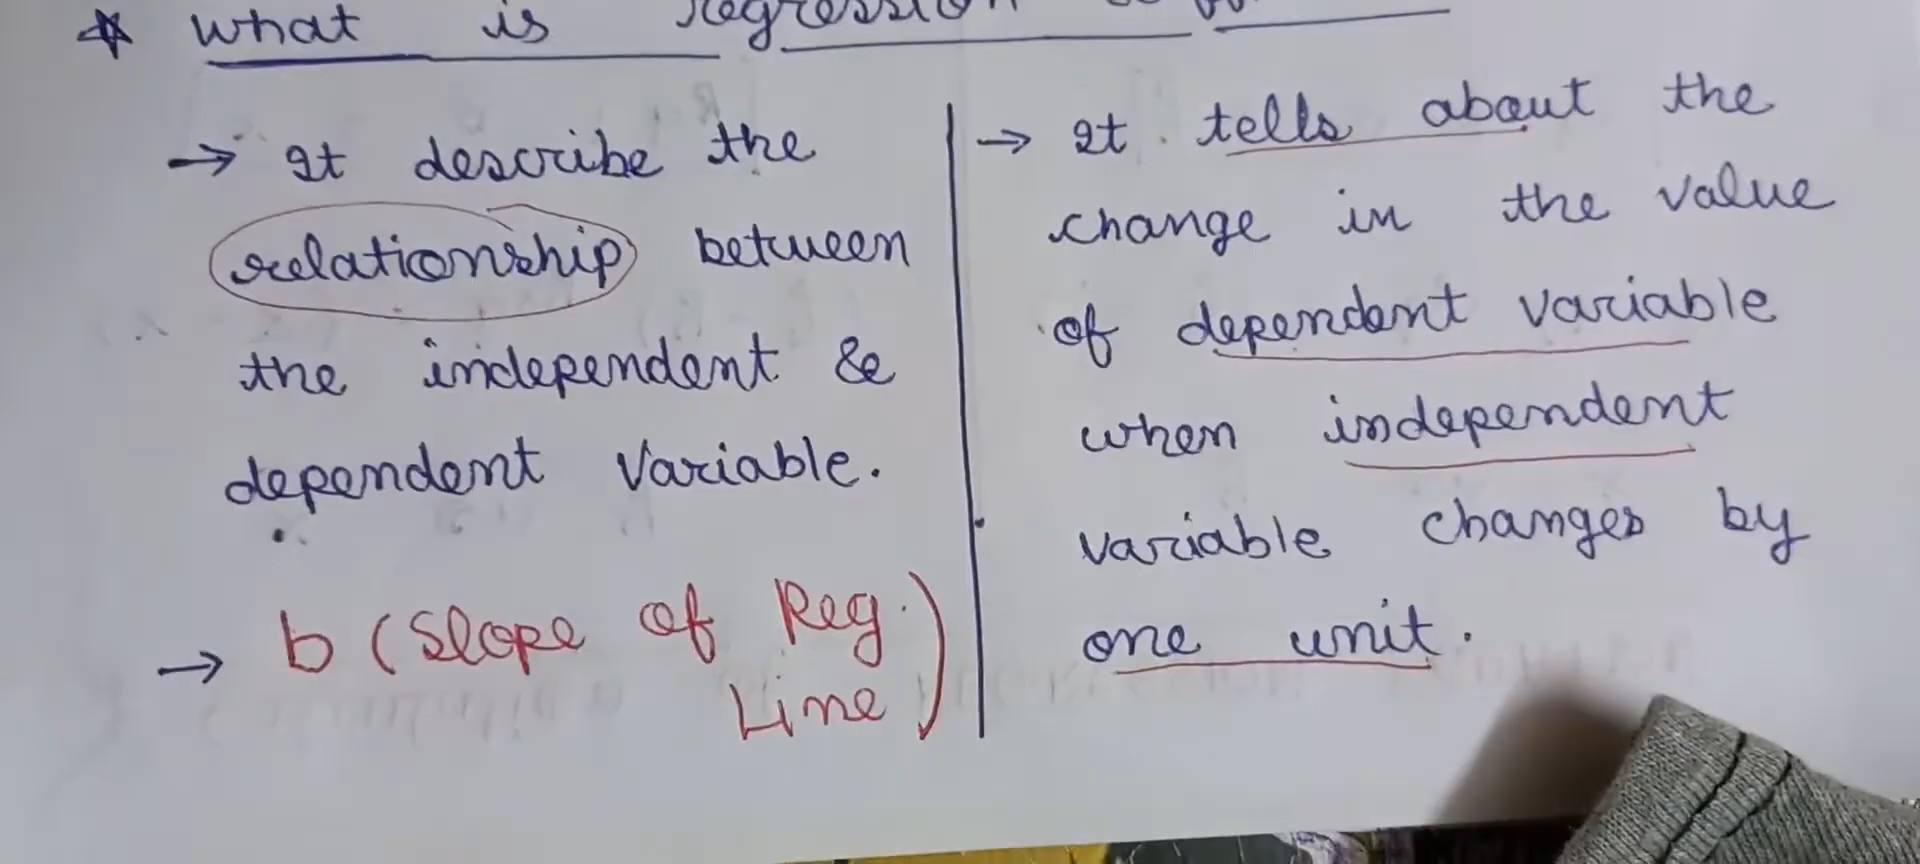 what is regression
→ It describe the
relationship between
the independent &
dependent Variable.
→ b (Slope of Reg.
Line)
→ It tells about the
change in the value
of dependent variable
when independent
variable changes by
one unit.